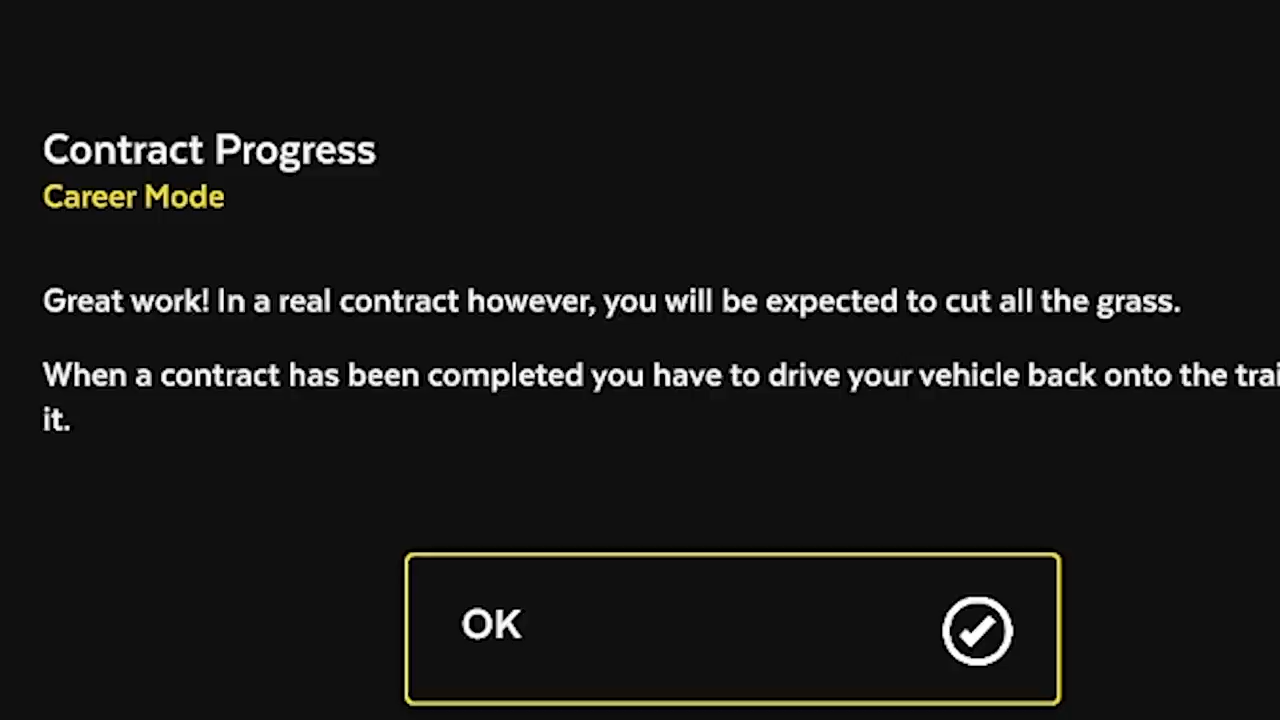 Contract Progress
Career Mode
Great work! In a real contract however, you will be expected to cut all the grass.
When a contract has been completed you have to drive your vehicle back onto the
it.
OK